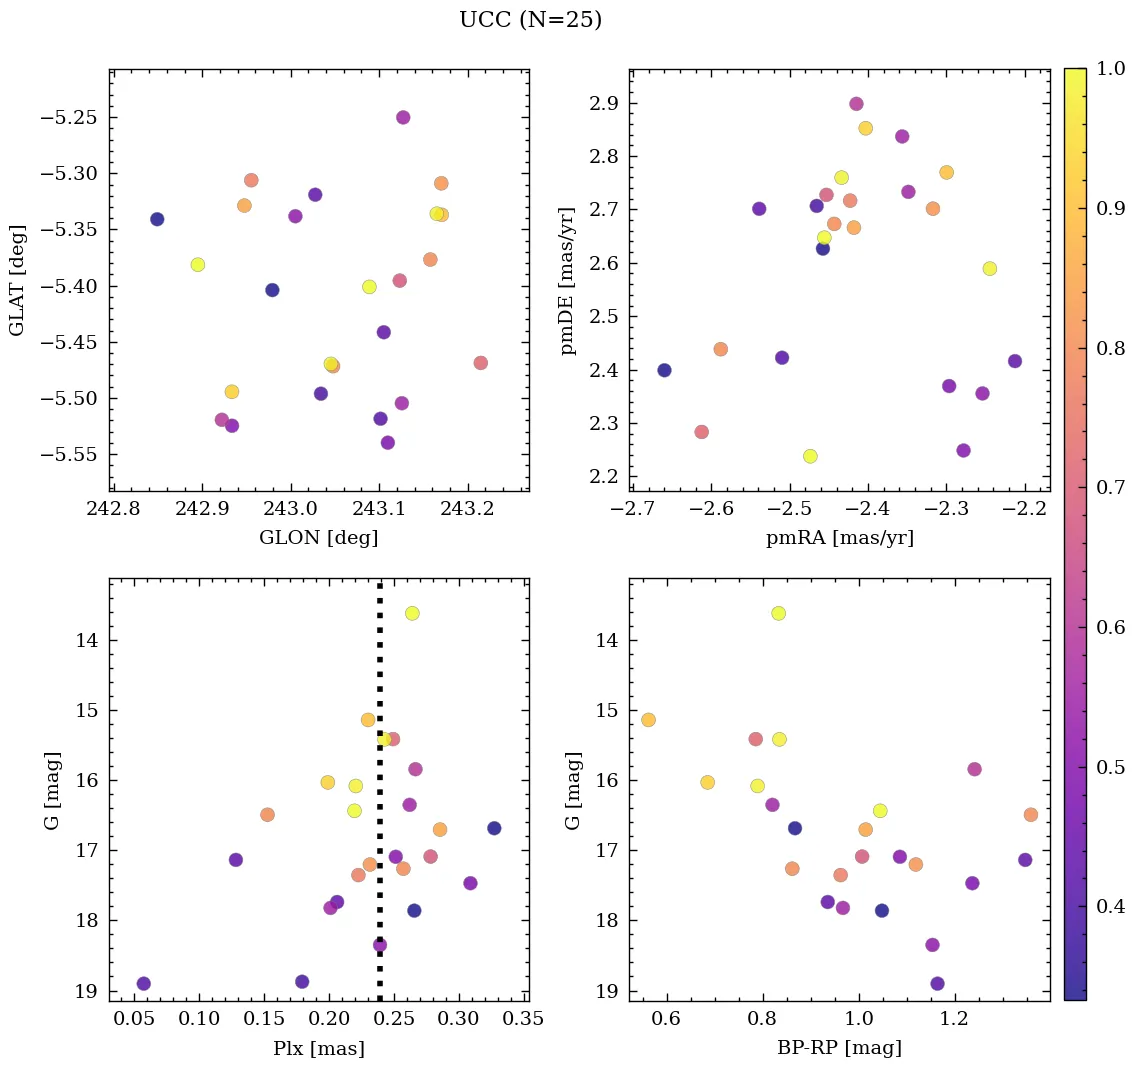 UCC (N=25)
−5.25
−5.30
−5.35
−5.40
−5.45
−5.50
−5.55
GLAT [deg]
242.8 242.9 243.0 243.1 243.2
GLON [deg]
2.9
2.8
2.7
2.6
2.5
2.4
2.3
2.2
pmDE [mas/yr]
−2.7 −2.6 −2.5 −2.4 −2.3 −2.2
pmRA [mas/yr]
1.0
0.9
0.8
0.7
0.6
0.5
0.4
14
15
16
17
18
19
G [mag]
0.05 0.10 0.15 0.20 0.25 0.30 0.35
Plx [mas]
14
15
16
17
18
19
G [mag]
0.6 0.8 1.0 1.2
BP-RP [mag]